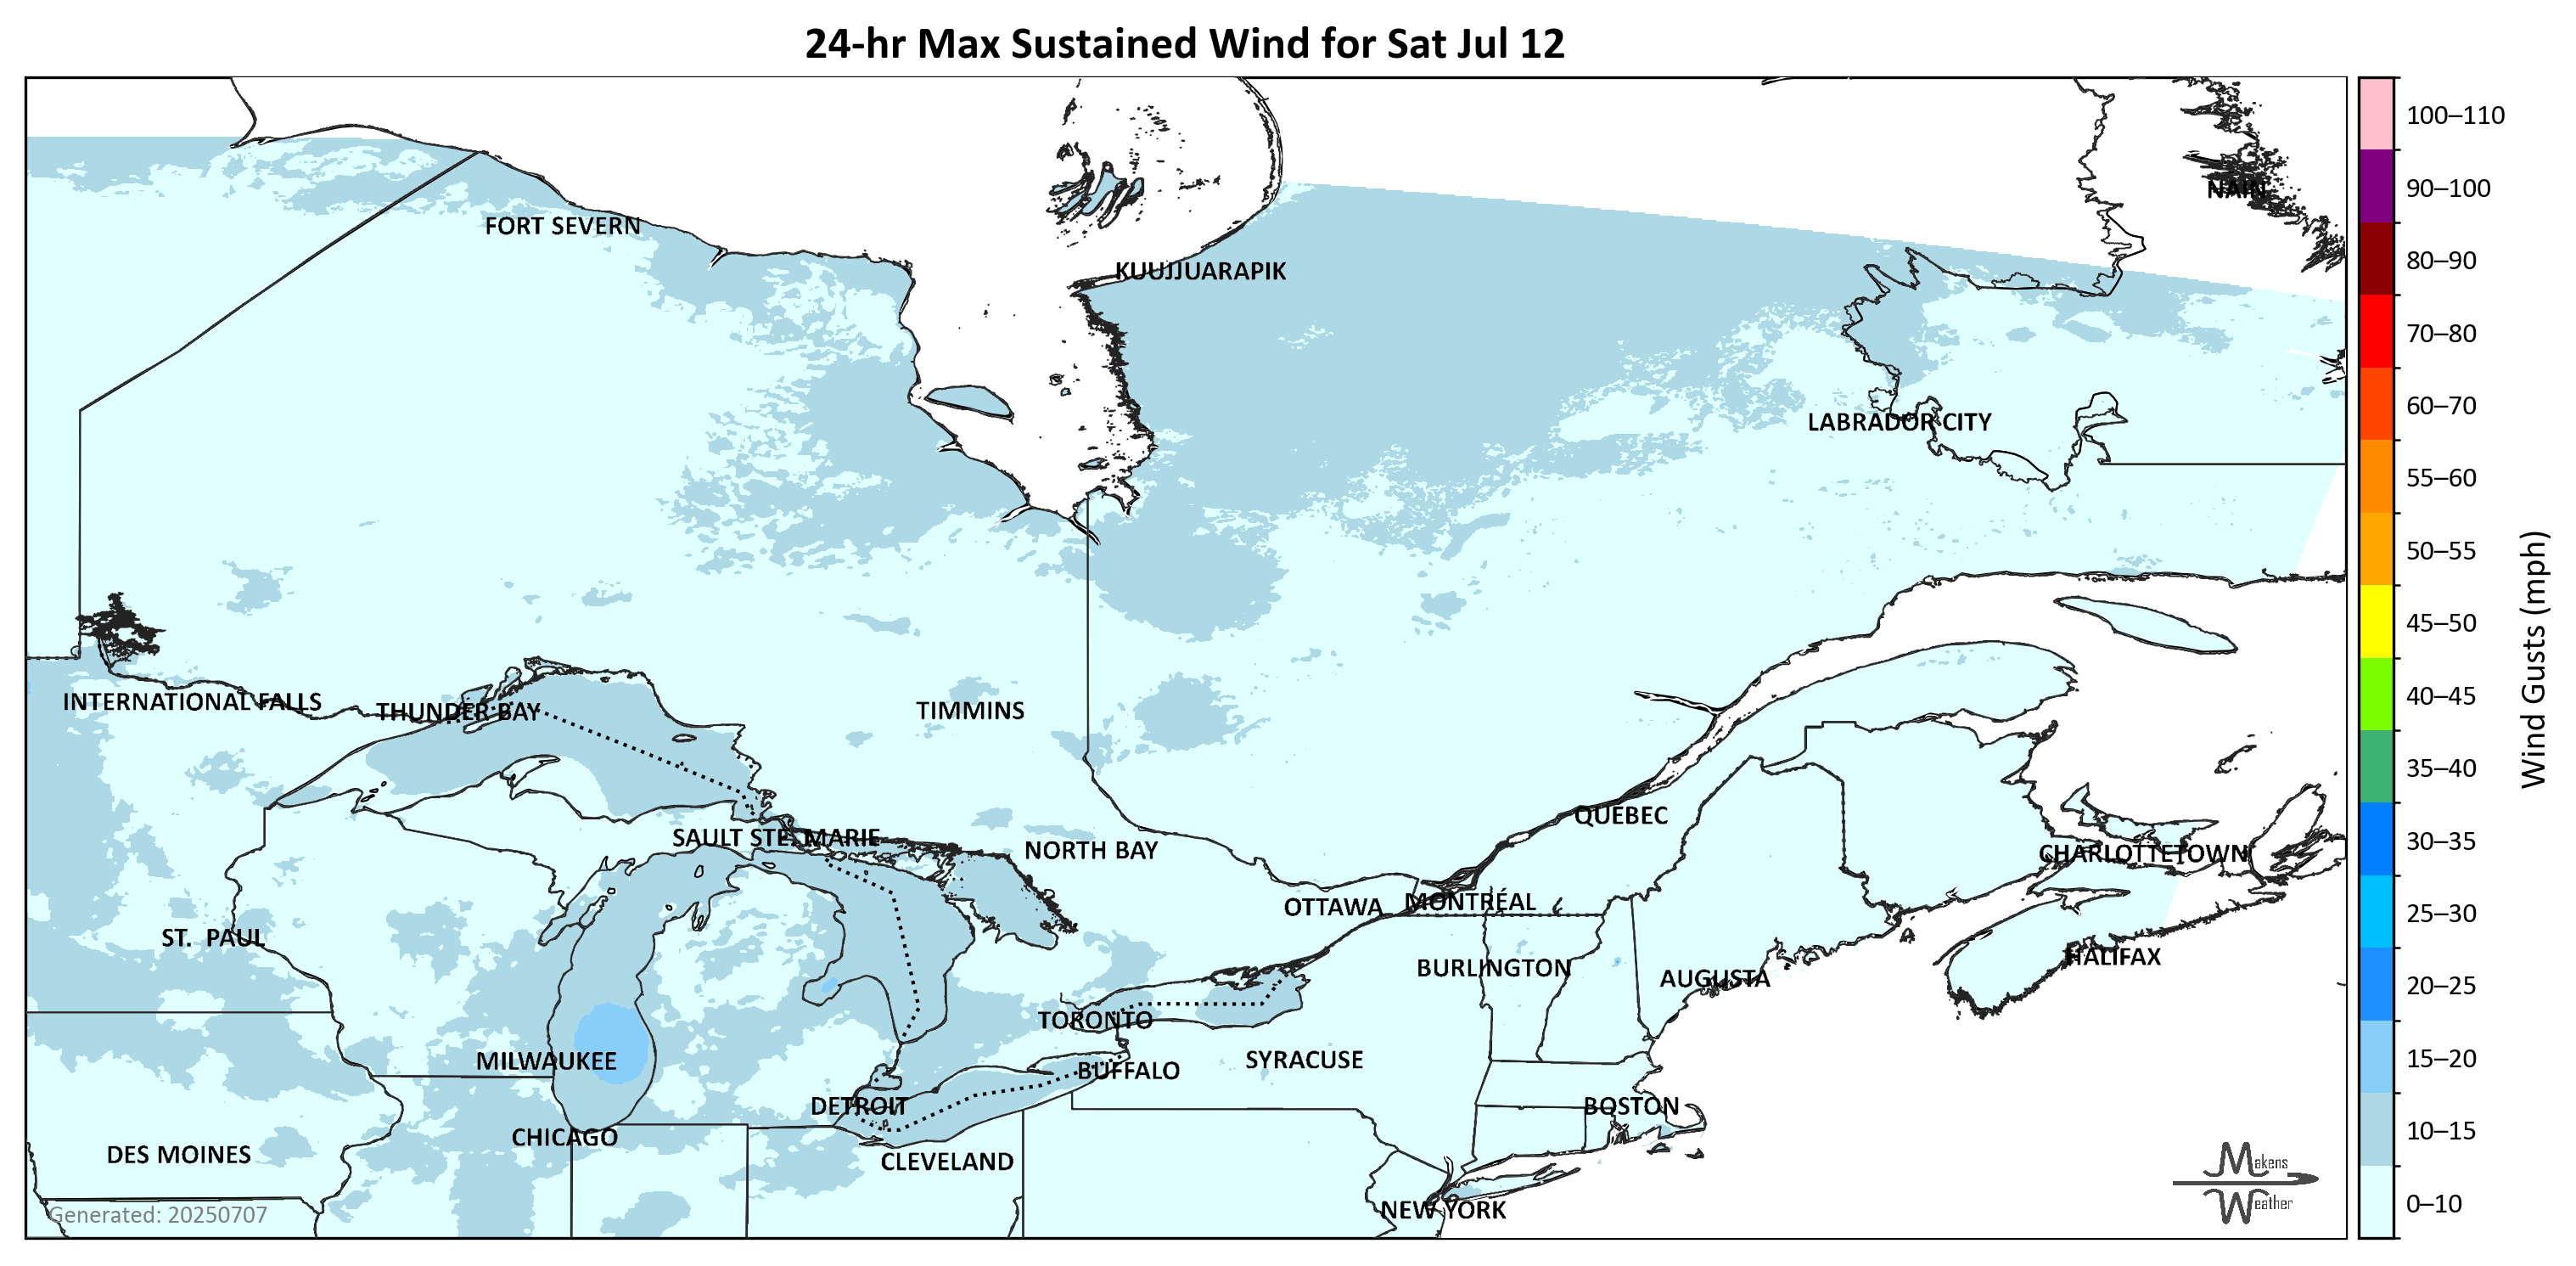 24-hr Max Sustained Wind for Sat Jul 12
100–110
90–100
NAIN
FORT SEVERN
80–90
KUUJJUARAPIK
70–80
60–70
LABRADOR CITY
55–60
50–55
45–50
Wind Gusts (mph)
40–45
INTERNATIONAL FALLS
THUNDER BAY
TIMMINS
35–40
QUEBEC
30–35
SAULT STE. MARIE
NORTH BAY
CHARLOTTETOWN
25–30
OTTAWA
MONTRÉAL
ST. PAUL
HALIFAX
BURLINGTON
AUGUSTA
20–25
TORONTO
MILWAUKEE
SYRACUSE
15–20
BUFFALO
DETROIT
BOSTON
10–15
CHICAGO
DES MOINES
CLEVELAND
Makens
Weather
0–10
NEW YORK
Generated: 20250707